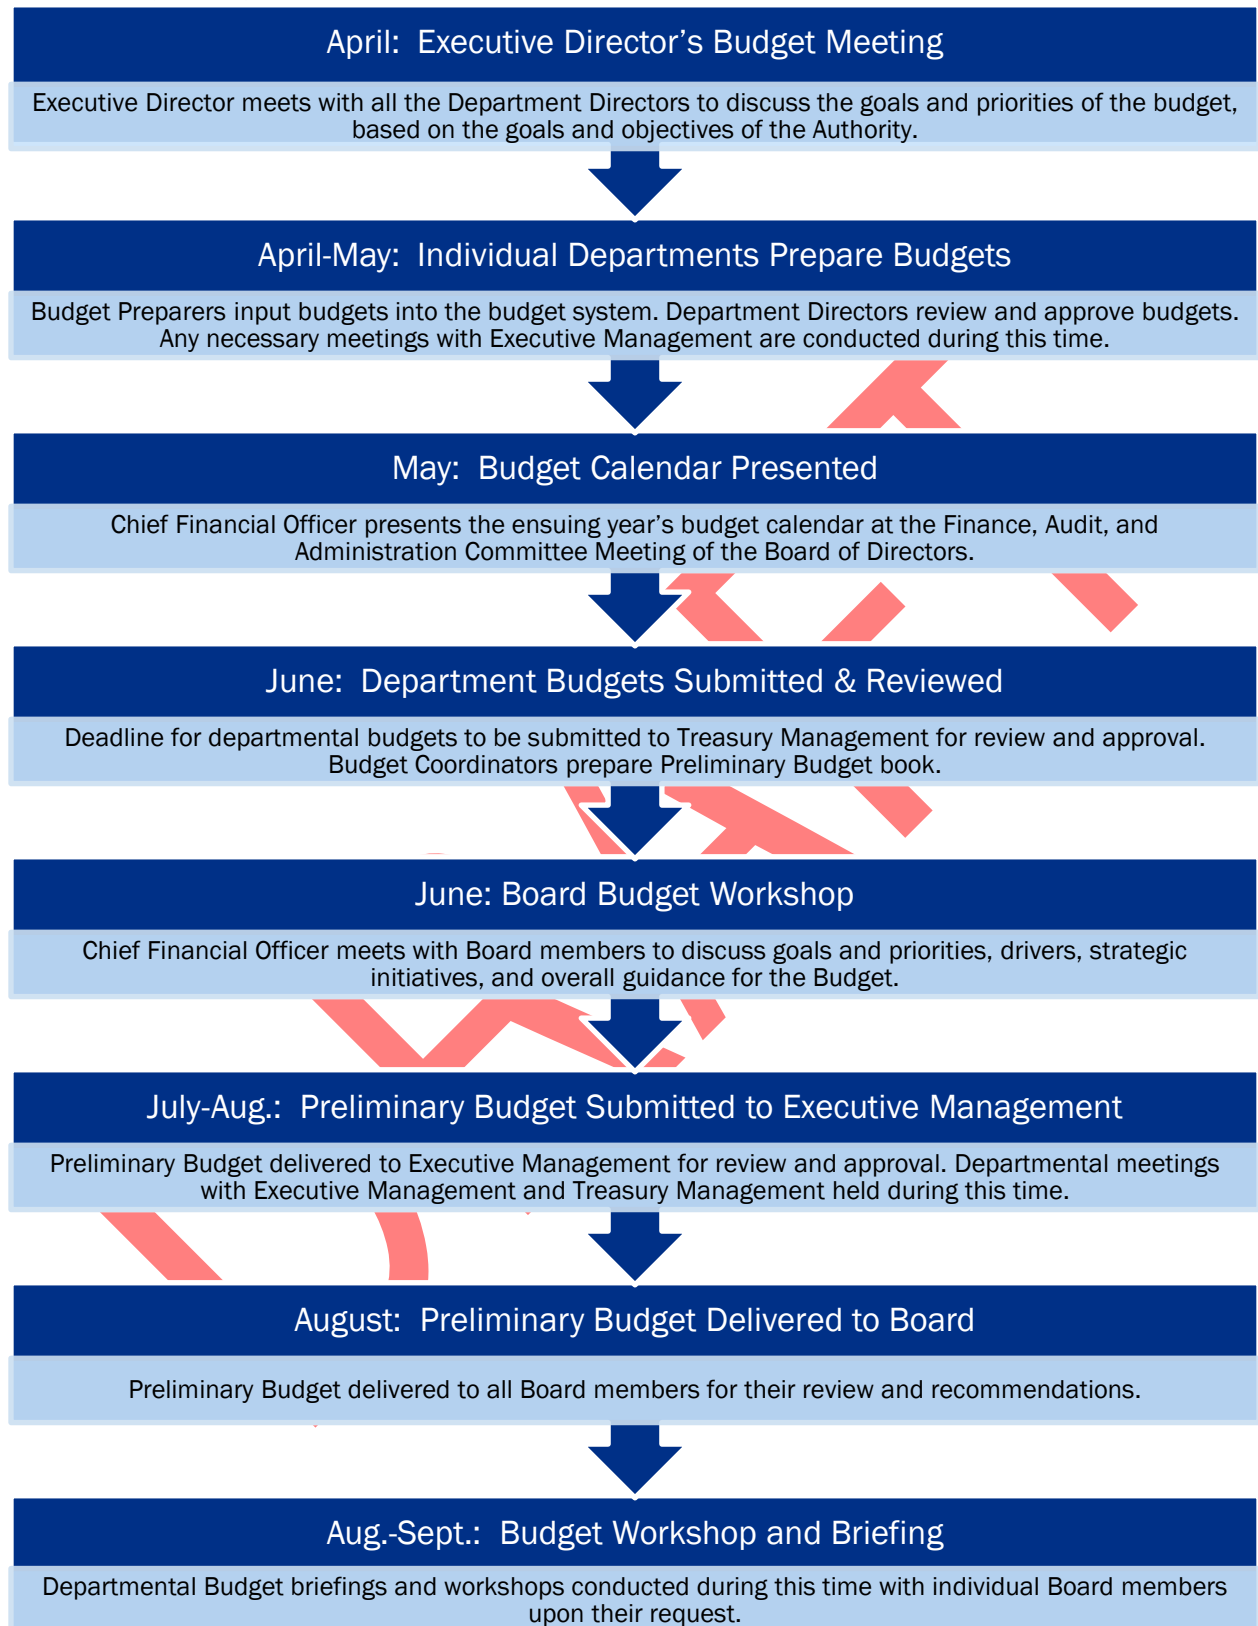 April:  Executive Director's Budget Meeting
Executive Director meets with all the Department Directors to discuss the goals and priorities of the budget,
based on the goals and objectives of the Authority.
April-May:  Individual Departments Prepare Budgets
Budget Preparers input budgets into the budget system. Department Directors review and approve budgets.
Any necessary meetings with Executive Management are conducted during this time.
May:  Budget Calendar Presented
Chief Financial Officer presents the ensuing year's budget calendar at the Finance, Audit, and
Administration Committee Meeting of the Board of Directors.
June:  Department Budgets Submitted & Reviewed
Deadline for departmental budgets to be submitted to Treasury Management for review and approval.
Budget Coordinators prepare Preliminary Budget book.
June: Board Budget Workshop
Chief Financial Officer meets with Board members to discuss goals and priorities, drivers, strategic
initiatives, and overall guidance for the Budget.
July-Aug.:  Preliminary Budget Submitted to Executive Management
Preliminary Budget delivered to Executive Management for review and approval. Departmental meetings
with Executive Management and Treasury Management held during this time.
August:  Preliminary Budget Delivered to Board
Preliminary Budget delivered to all Board members for their review and recommendations.
Aug.-Sept.:  Budget Workshop and Briefing
Departmental Budget briefings and workshops conducted during this time with individual Board members
upon their request.